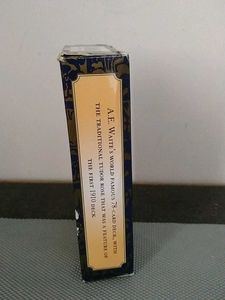 A.E. WAITE'S WORLD FAMOUS 78-CARD DECK, WITH
THE TRADITIONAL TUDOR ROSE THAT WAS A FEATURE OF
THE FIRST 1910 DECK